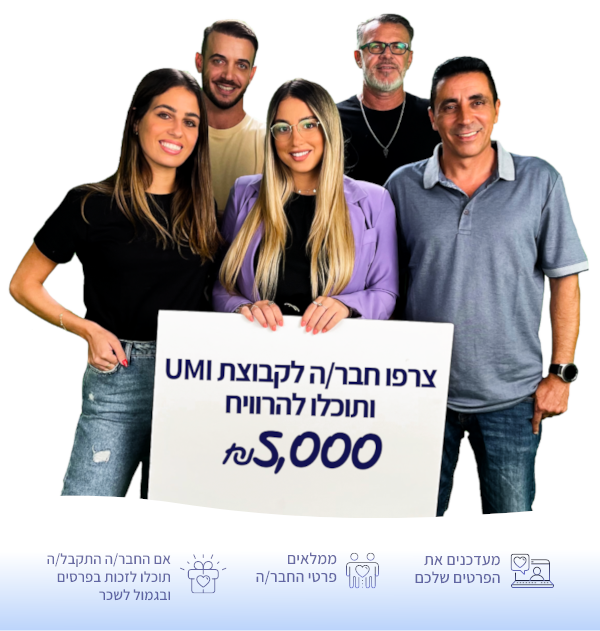 צרפו חבר/ה לקבוצת UMI
ותוכלו להרוויח
5,000₪
מעדכנים את
הפרטים שלכם
ממלאים
פרטי החבר/ה
אם החבר/ה התקבל/ה
תוכלו לזכות בפרסים
ובגמול לשכר